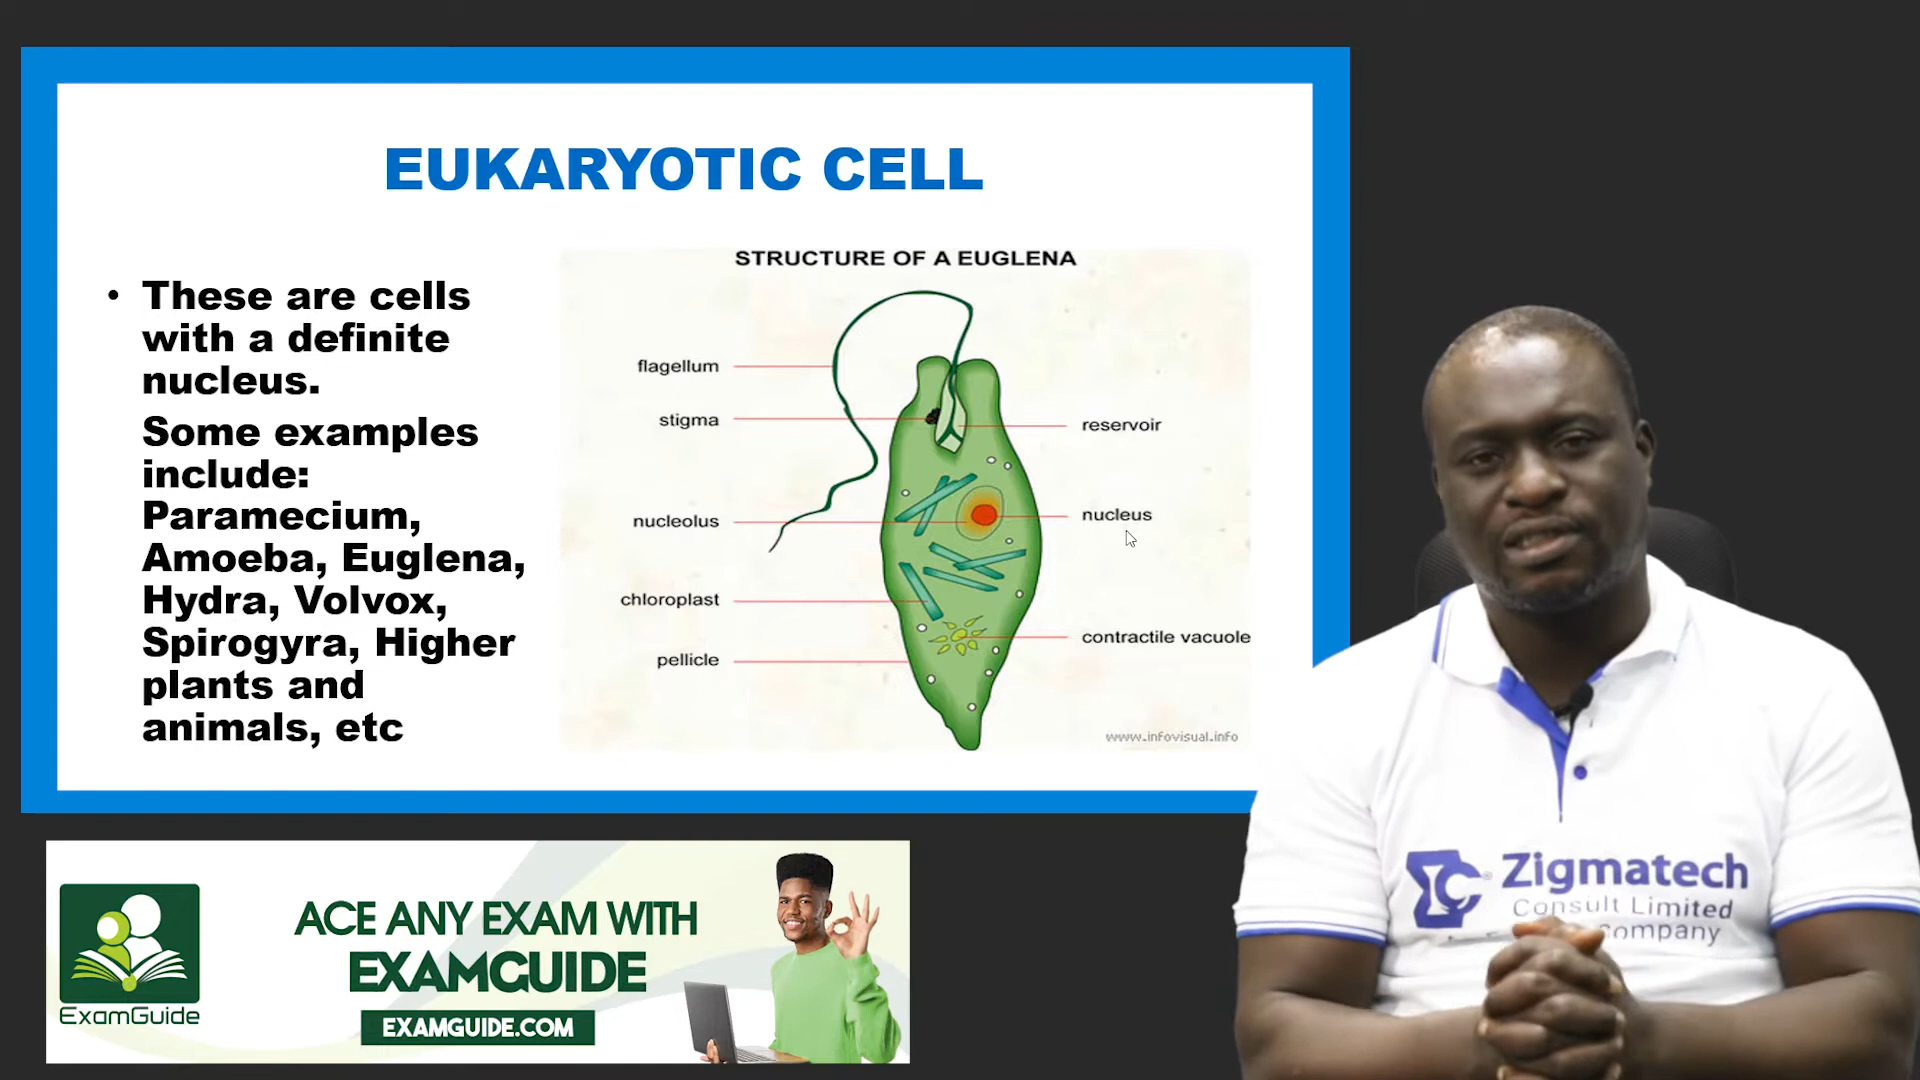 EUKARYOTIC CELL
• These are cells
with a definite
nucleus.
Some examples
include:
Paramecium,
Amoeba, Euglena,
Hydra, Volvox,
Spirogyra, Higher
plants and
animals, etc
STRUCTURE OF A EUGLENA
flagellum
stigma
nucleolus
chloroplast
pellicle
reservoir
nucleus
contractile vacuole
www.infovisual.info
ExamGuide
ACE ANY EXAM WITH
EXAMGUIDE
EXAMGUIDE.COM
Zigmatech
Consult Limited
ompany